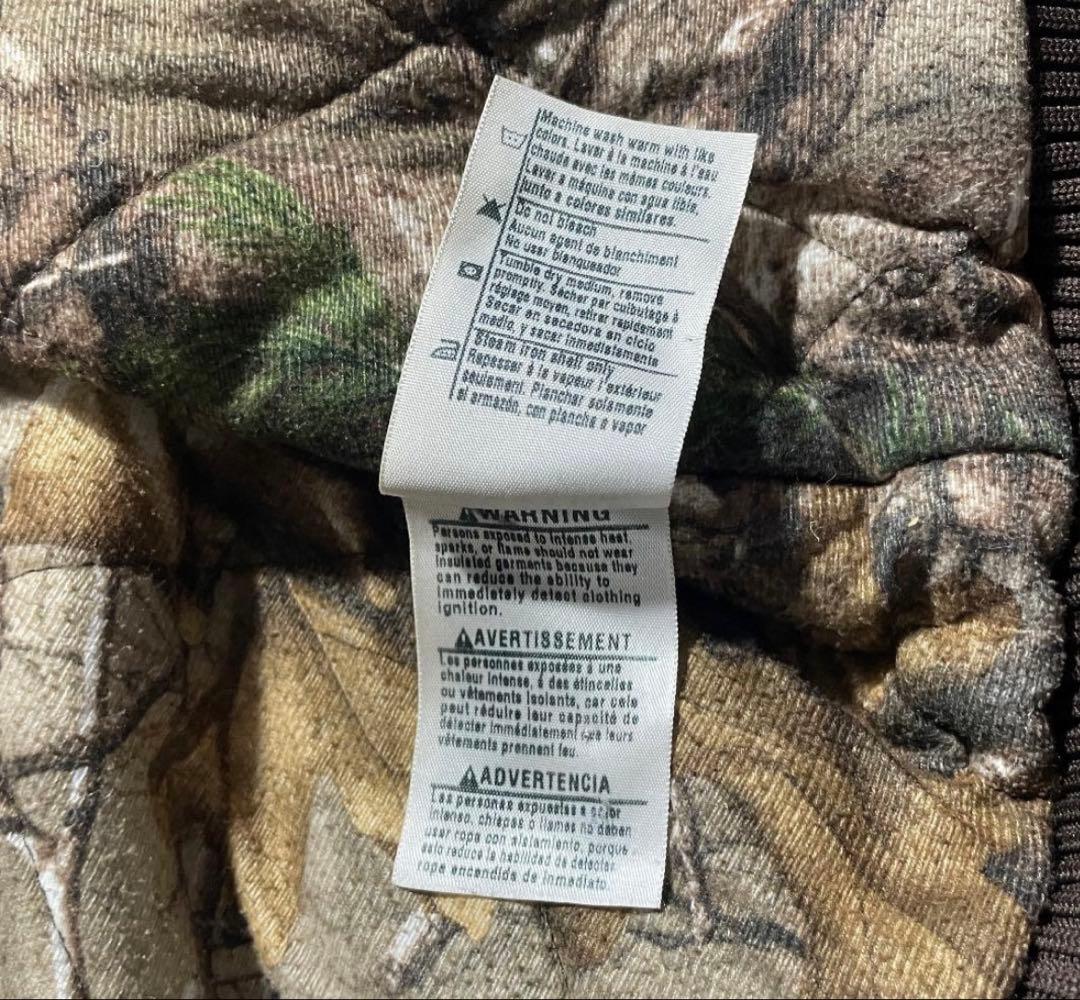 Machine wash warm with like
colors. Laver à la machine à l'eau
chaude avec les mêmes couleurs.
Lavar a máquina con agua tibia,
junto a colores similares.
Do not bleach
Aucun agent de blanchiment
No usar blanqueador
Tumble dry medium, remove
promptly. Sécher par culbutage à
réglage moyen, retirer rapidement
Secar en secadora en ciclo
medio, y sacar inmediatamente
Steam iron shell only
Repasser à la vapeur l'extérieur
seulement. Planchar solamente
el armazón, con plancha a vapor
WARNING
Persons exposed to intense heat,
sparks, or flame should not wear
insulated garments because they
can reduce the ability to
immediately detect clothing
ignition.
AVERTISSEMENT
Les personnes exposées à une
chaleur intense, à des étincelles
ou vêtements isolants, car cela
peut réduire leur capacité de
détecter immédiatement que leurs
vêtements prennent feu.
ADVERTENCIA
Las personas expuestas a calor
intenso, chispas o llamas no deben
usar ropa con aislamiento, porque
esto reduce la habilidad de detectar
ropa encendida de inmediato.